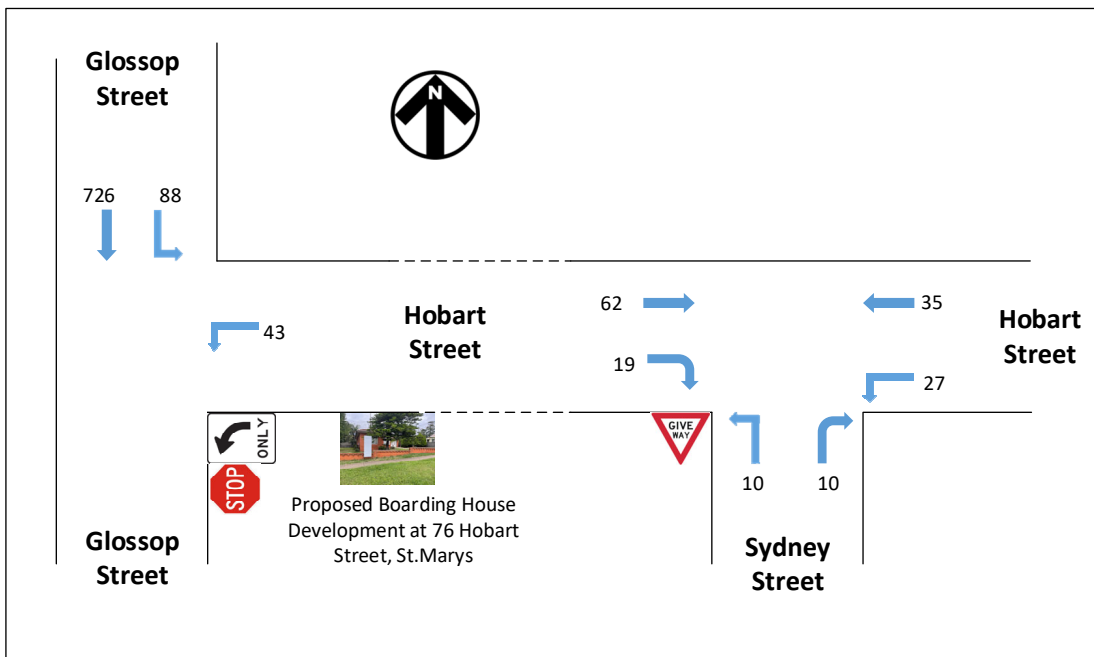 Glossop
Street
N
726
88
43
Hobart
Street
62
19
35
Hobart
Street
27
ONLY
STOP
GIVE
WAY
10
10
Proposed Boarding House
Development at 76 Hobart
Street, St.Marys
Glossop
Street
Sydney
Street